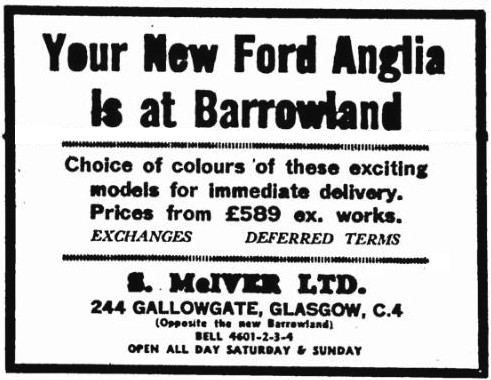 Your New Ford Anglia
Is at Barrowland
Choice of colours of these exciting
models for immediate delivery.
Prices from £589 ex. works.
EXCHANGES DEFERRED TERMS
S. McIVER LTD.
244 GALLOWGATE, GLASGOW, C.4
(Opposite the new Barrowland)
BELL 4601-2-3-4
OPEN ALL DAY SATURDAY & SUNDAY